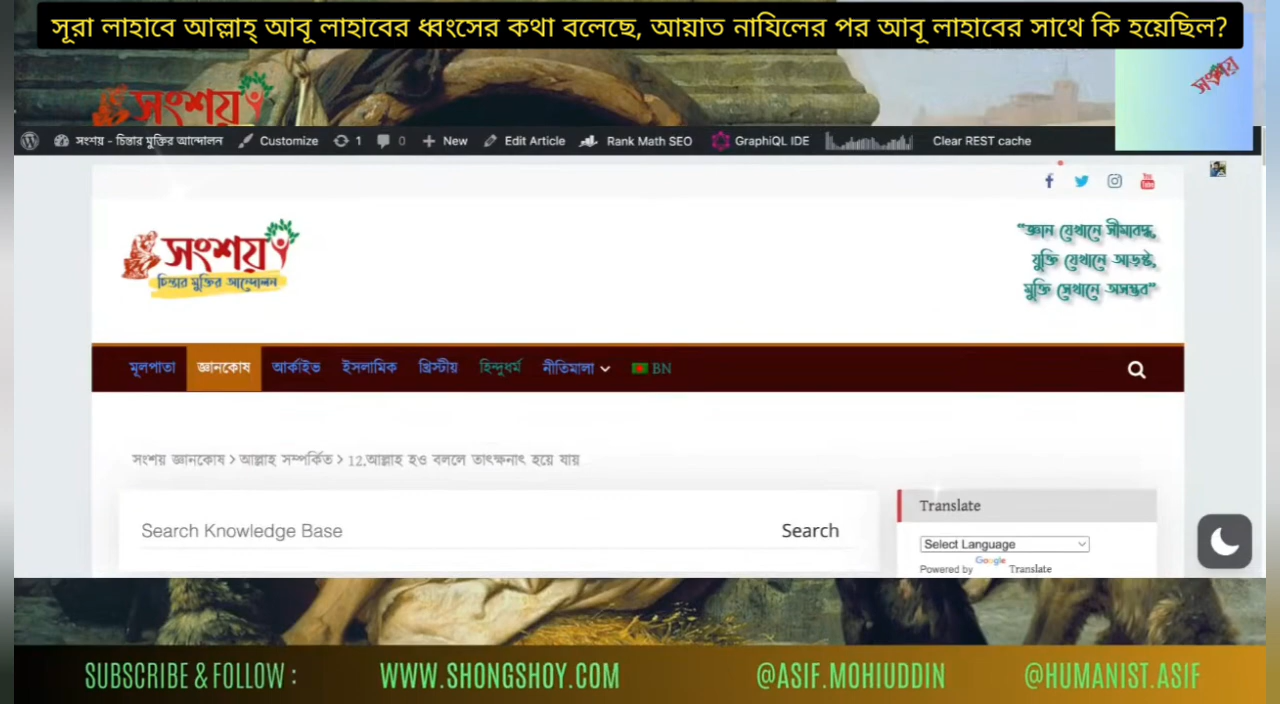 সূরা লাহাবে আল্লাহ্ আবূ লাহাবের ধ্বংসের কথা বলেছে, আয়াত নাযিলের পর আবূ লাহাবের সাথে কি হয়েছিল?
সংশয়
সংশয়
সংশয় - চিন্তার মুক্তির আন্দোলন Customize 1 0 New Edit Article Rank Math SEO GraphiQL IDE Clear REST cache
You Tube
সংশয়
চিন্তার মুক্তির আন্দোলন
“জ্ঞান যেখানে সীমাবদ্ধ,
যুক্তি যেখানে আড়ষ্ট,
মুক্তি সেখানে অসম্ভব”
মূলপাতা জ্ঞানকোষ আর্কাইভ ইসলামিক খ্রিস্টীয় হিন্দুধর্ম নীতিমালা BN
সংশয় জ্ঞানকোষ > আল্লাহ সম্পর্কিত > 12.আল্লাহ হও বললে তাৎক্ষনাৎ হয়ে যায়
Search Knowledge Base Search
Translate
Select Language
Powered by Google Translate
SUBSCRIBE & FOLLOW : WWW.SHONGSHOY.COM @ASIF.MOHIUDDIN @HUMANIST.ASIF